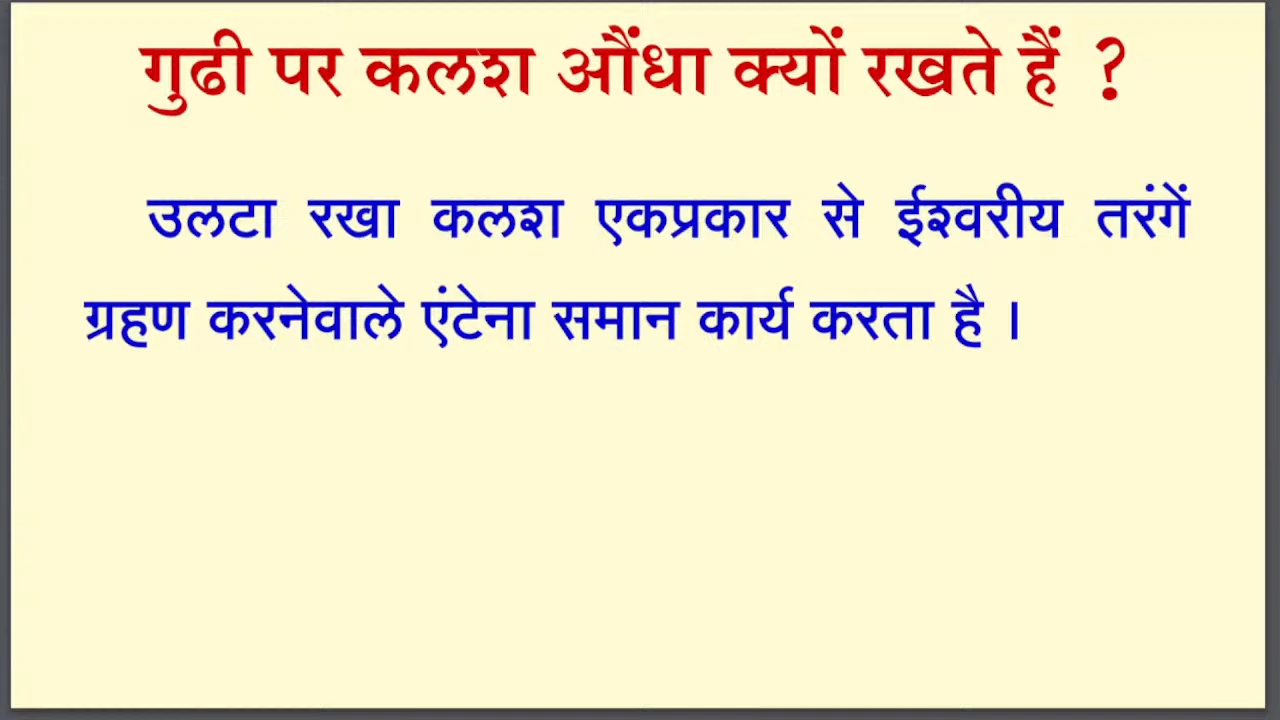 गुढी पर कलश औंधा क्यों रखते हैं ?
उलटा रखा कलश एकप्रकार से ईश्वरीय तरंगें
ग्रहण करनेवाले एंटेना समान कार्य करता है ।